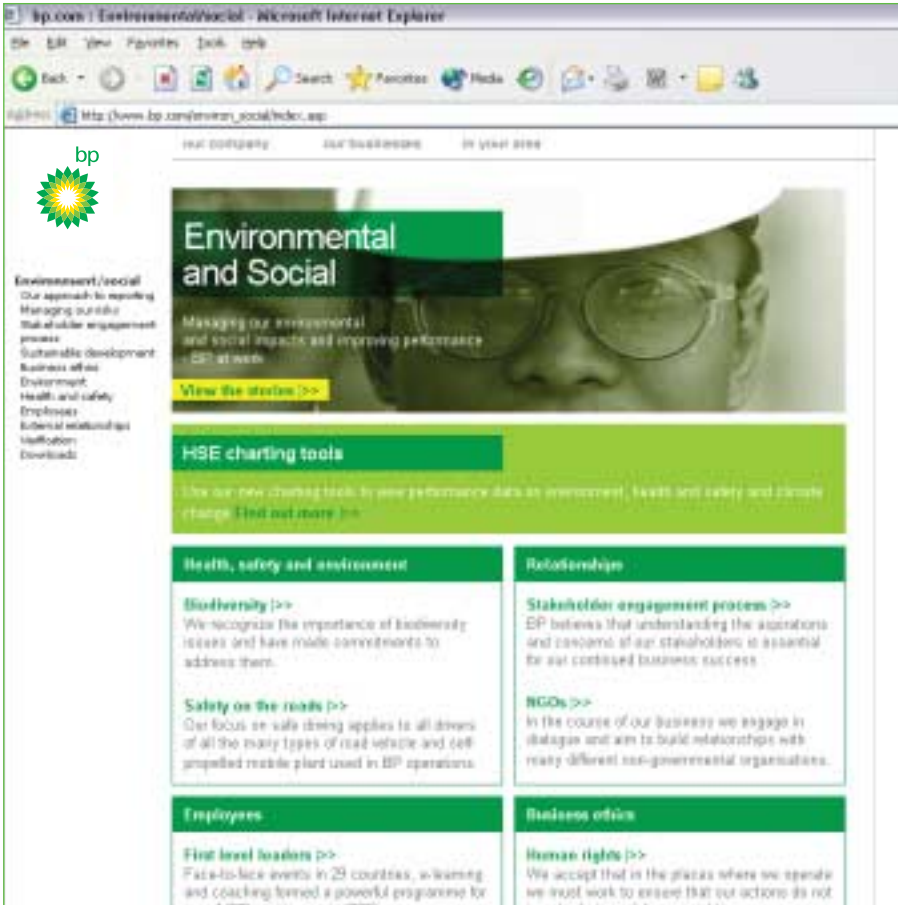 bp.com : Environmental/social - Microsoft Internet Explorer
File Edit View Favorites Tools Help
Back Search Favorites Media
Address http://www.bp.com/environ_social/index.asp
our company our businesses in your area
bp
Environment/social
Our approach to reporting
Managing our risks
Stakeholder engagement
process
Sustainable development
Business ethics
Environment
Health and safety
Employees
External relationships
Verification
Downloads
Environmental
and Social
Managing our environmental
and social impacts and improving performance
- BP at work
View the stories |>>
HSE charting tools
Use our new charting tools to view performance data on environment, health and safety and climate
change Find out more |>>
Health, safety and environment
Biodiversity |>>
We recognize the importance of biodiversity
issues and have made commitments to
address them.
Safety on the roads |>>
Our focus on safe driving applies to all drivers
of all the many types of road vehicle and self-
propelled mobile plant used in BP operations.
Relationships
Stakeholder engagement process |>>
BP believes that understanding the aspirations
and concerns of our stakeholders is essential
for our continued business success
NGOs |>>
In the course of our business we engage in
dialogue and aim to build relationships with
many different non-governmental organisations.
Employees
First level leaders |>>
Face-to-face events in 29 countries, e-learning
and coaching formed a powerful programme for
Business ethics
Human rights |>>
We accept that in the places where we operate
we must work to ensure that our actions do not